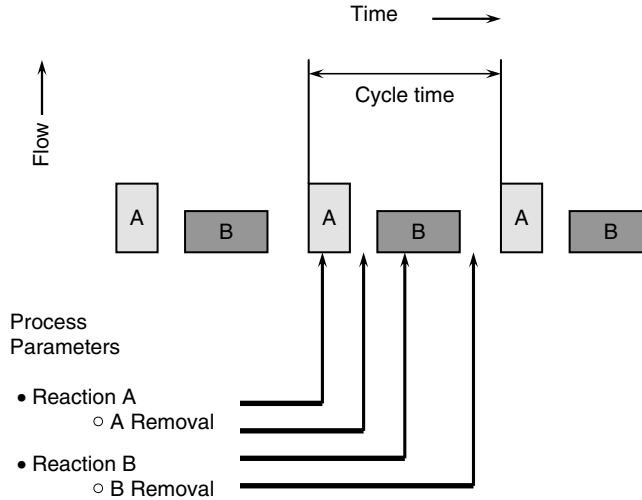 Time
Cycle time
Flow
A
B
A
B
A
B
Process
Parameters
• Reaction A
○ A Removal
• Reaction B
○ B Removal